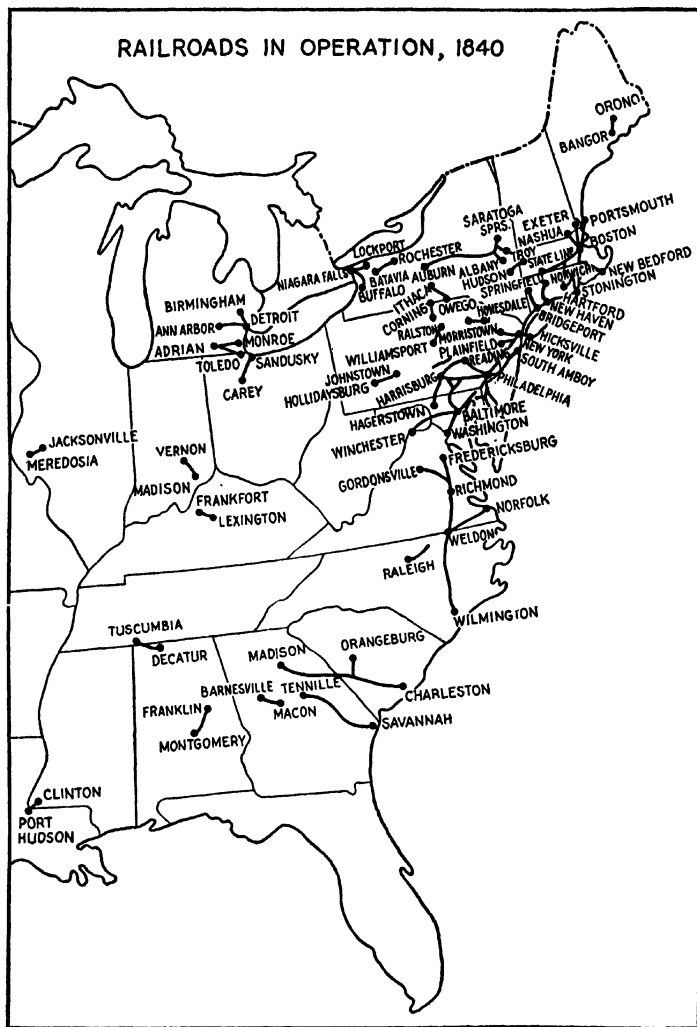 RAILROADS IN OPERATION, 1840
ORONO
BANGOR
SARATOGA
SPRS.
EXETER
PORTSMOUTH
NASHUA
BOSTON
LOCKPORT
ROCHESTER
TROY
STATE LINE
NIAGARA FALLS
BATAVIA
AUBURN
ALBANY
HUDSON
NORWICH
NEW BEDFORD
BUFFALO
SPRINGFIELD
STONINGTON
ITHACA
OWEGO
HONESDALE
HARTFORD
NEW HAVEN
BIRMINGHAM
DETROIT
CORNING
BRIDGEPORT
ANN ARBOR
RALSTON
MORRISTOWN
HICKSVILLE
ADRIAN
MONROE
WILLIAMSPORT
PLAINFIELD
NEW YORK
TOLEDO
SANDUSKY
READING
SOUTH AMBOY
CAREY
JOHNSTOWN
HOLLIDAYSBURG
HARRISBURG
PHILADELPHIA
HAGERSTOWN
BALTIMORE
WINCHESTER
WASHINGTON
JACKSONVILLE
MEREDOSIA
VERNON
MADISON
FREDERICKSBURG
GORDONSVILLE
RICHMOND
FRANKFORT
LEXINGTON
NORFOLK
WELDON
RALEIGH
WILMINGTON
TUSCUMBIA
DECATUR
MADISON
ORANGEBURG
BARNESVILLE
TENNILLE
CHARLESTON
FRANKLIN
MACON
SAVANNAH
MONTGOMERY
CLINTON
PORT
HUDSON